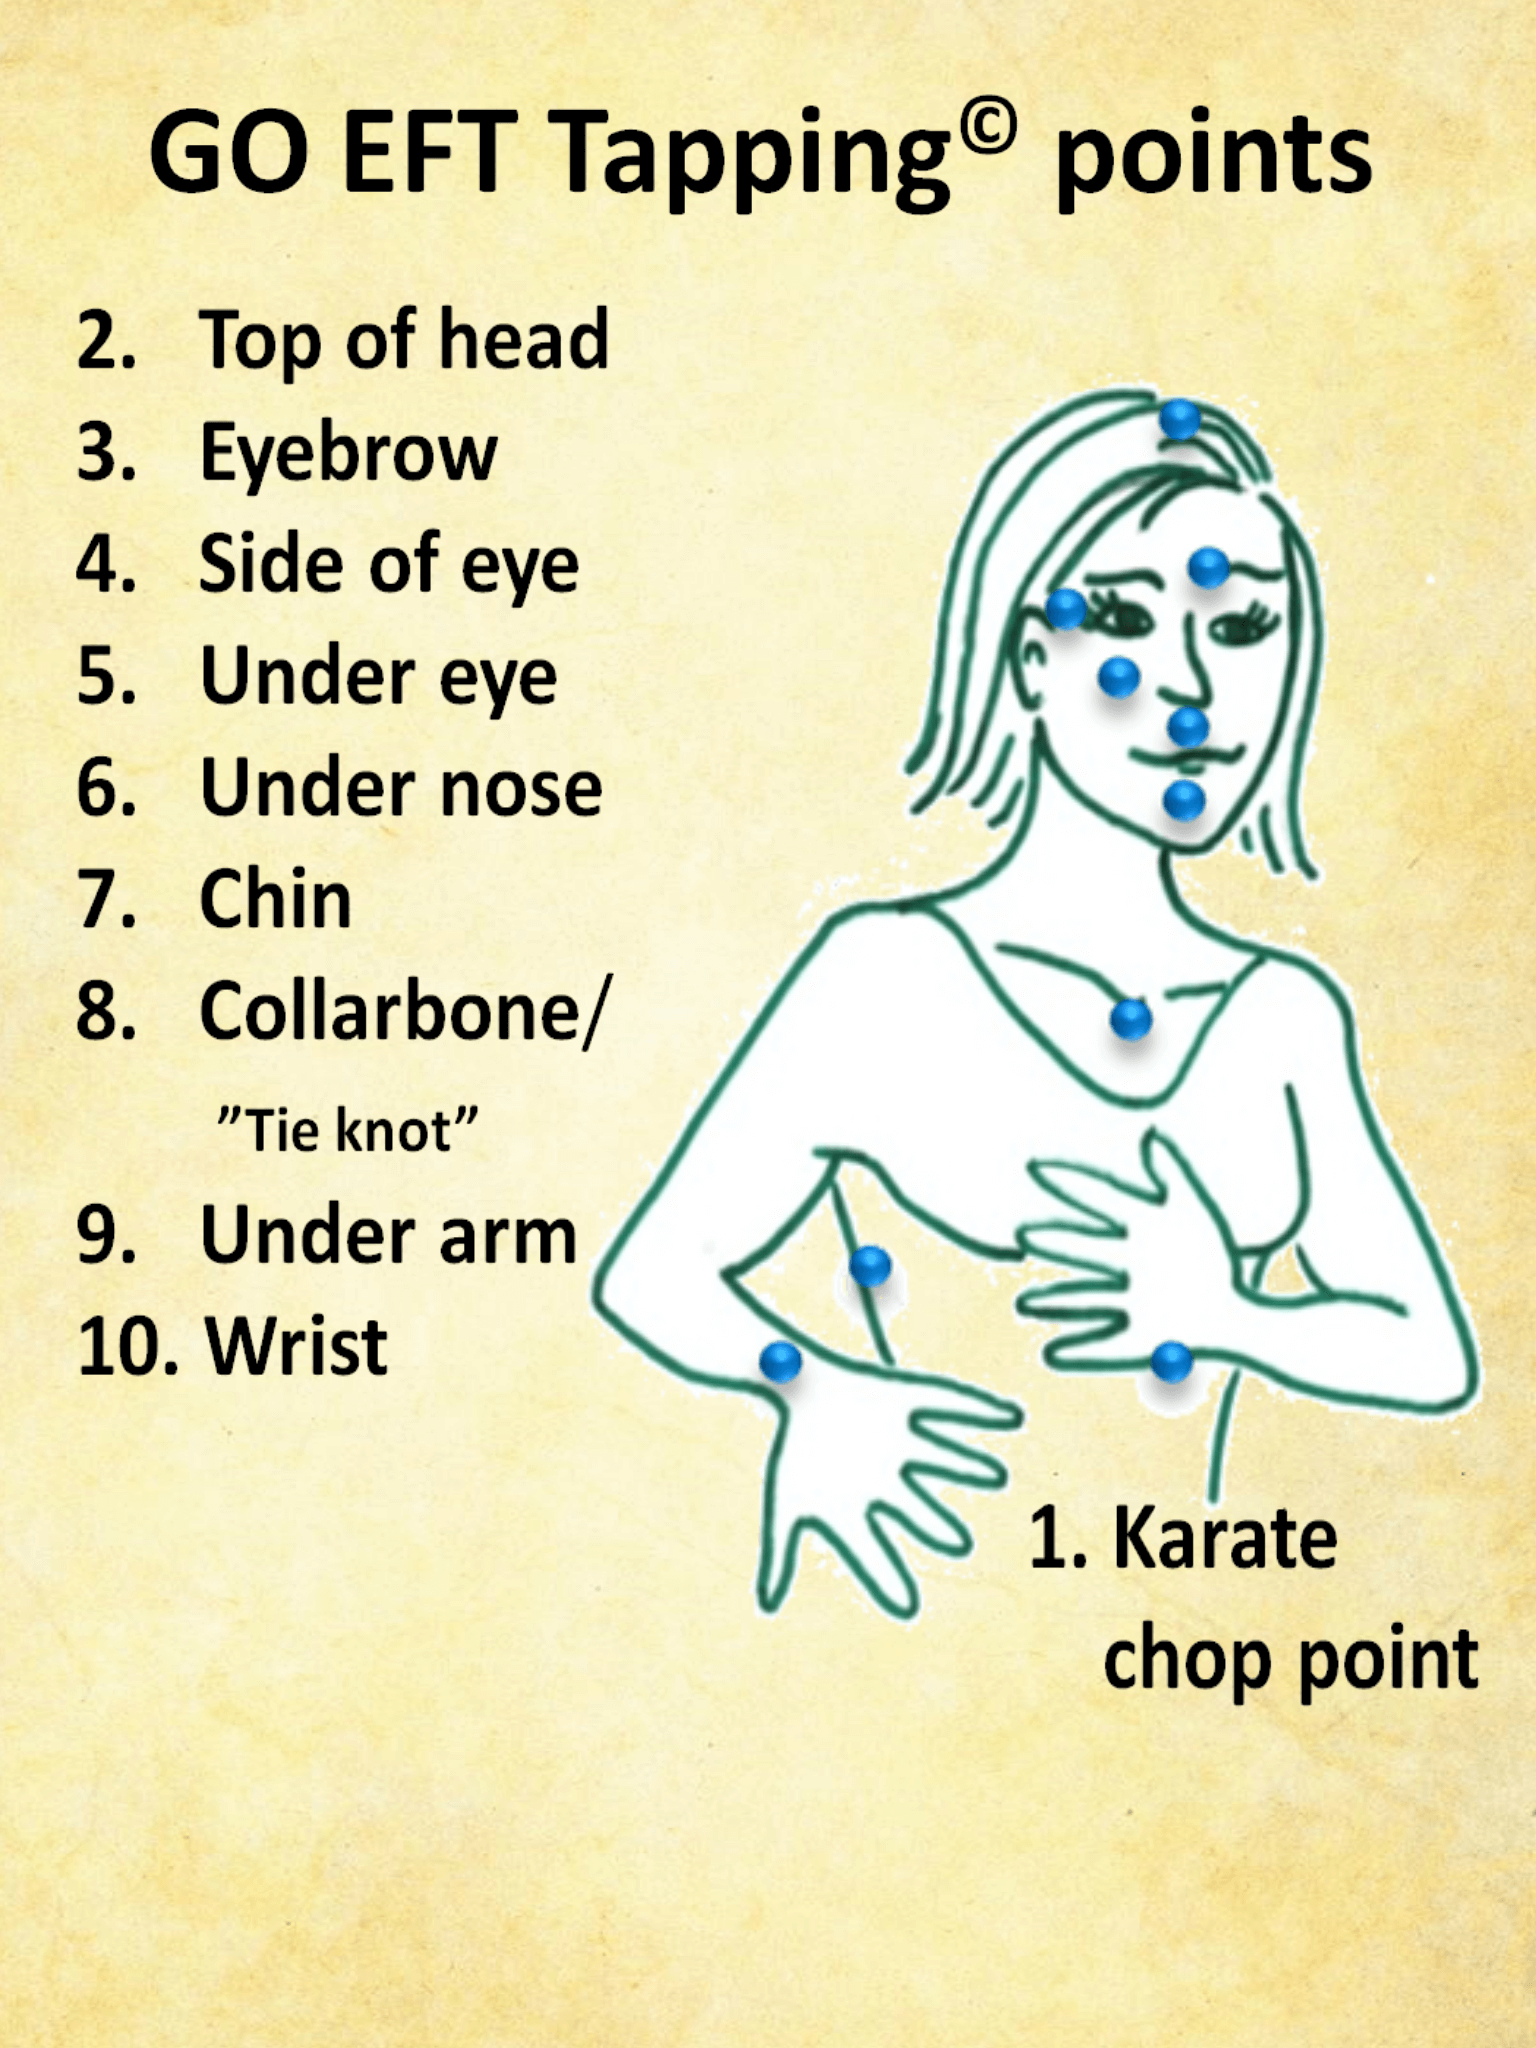 GO EFT Tapping© points
2. Top of head
3. Eyebrow
4. Side of eye
5. Under eye
6. Under nose
7. Chin
8. Collarbone/
”Tie knot”
9. Under arm
10. Wrist
1. Karate
chop point